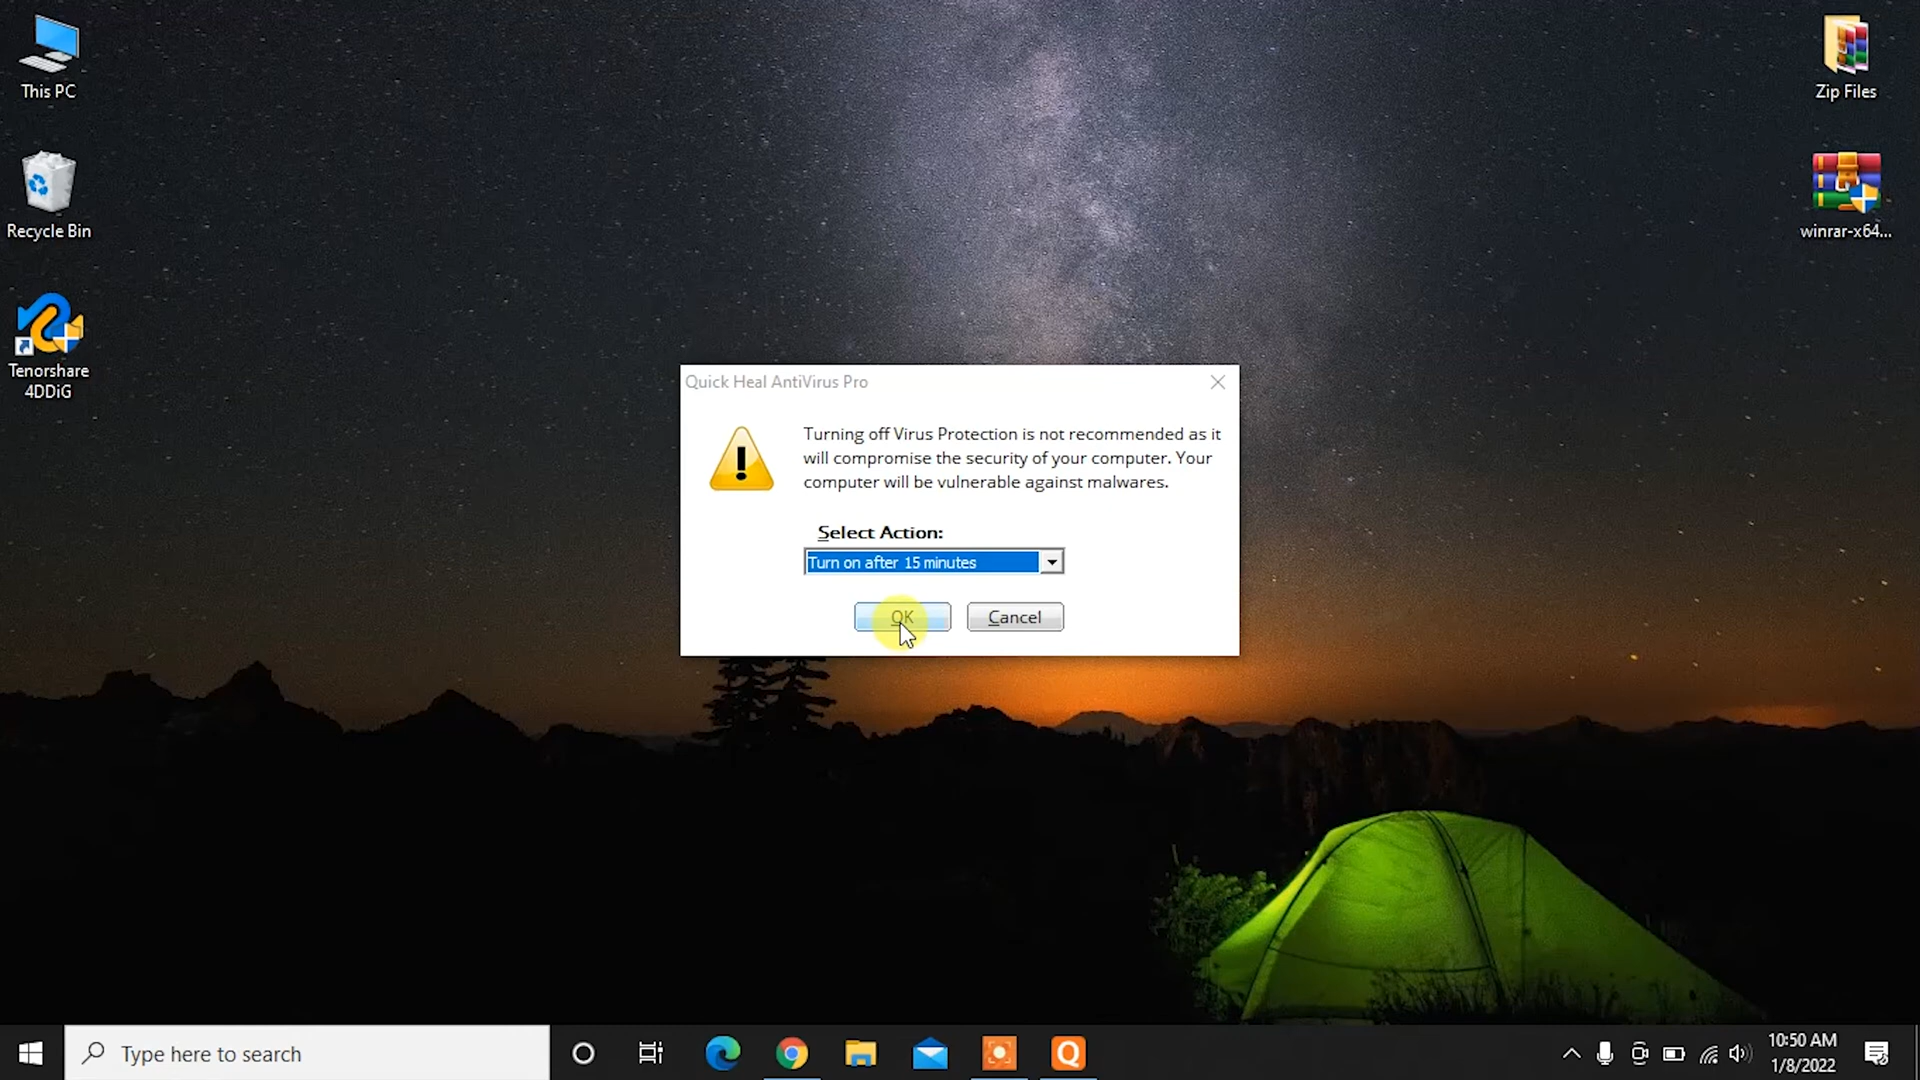 This PC
Recycle Bin
Tenorshare
4DDiG
Zip Files
winrar-x64...
Quick Heal AntiVirus Pro
Turning off Virus Protection is not recommended as it
will compromise the security of your computer. Your
computer will be vulnerable against malwares.
Select Action:
Turn on after 15 minutes
OK
Cancel
Type here to search
10:50 AM
1/8/2022